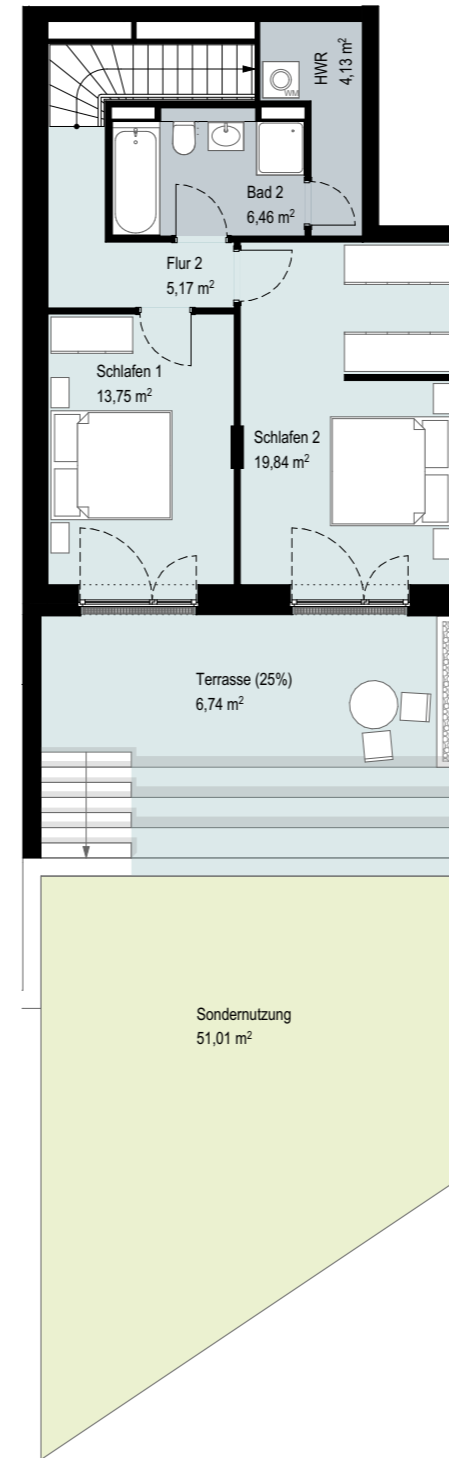 HWR
4,13 m²
WM
Bad 2
6,46 m²
Flur 2
5,17 m²
Schlafen 1
13,75 m²
Schlafen 2
19,84 m²
Terrasse (25%)
6,74 m²
Sondernutzung
51,01 m²